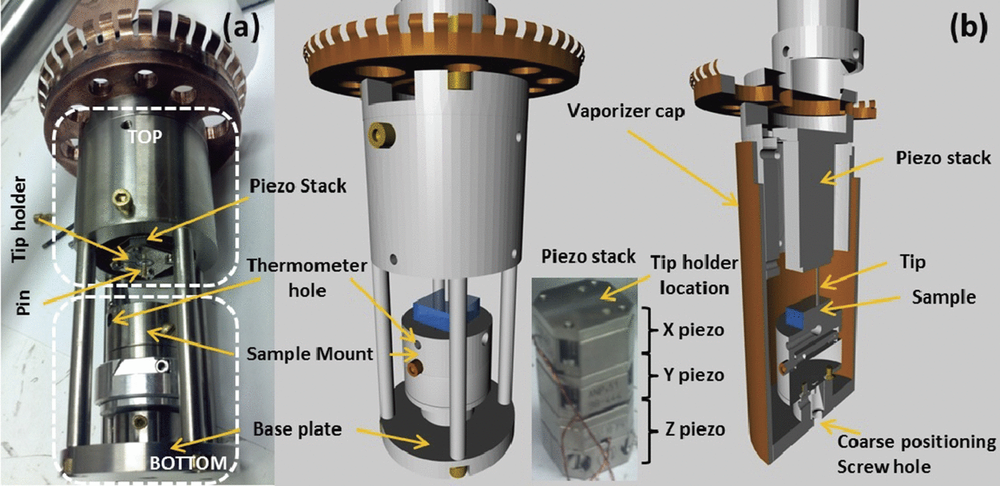 (a)
TOP
Tip holder
Pin
Piezo Stack
Thermometer
hole
Sample Mount
Base plate
BOTTOM
(b)
Vaporizer cap
Piezo stack
Piezo stack
Tip holder
location
X piezo
Y piezo
Z piezo
Tip
Sample
Coarse positioning
Screw hole